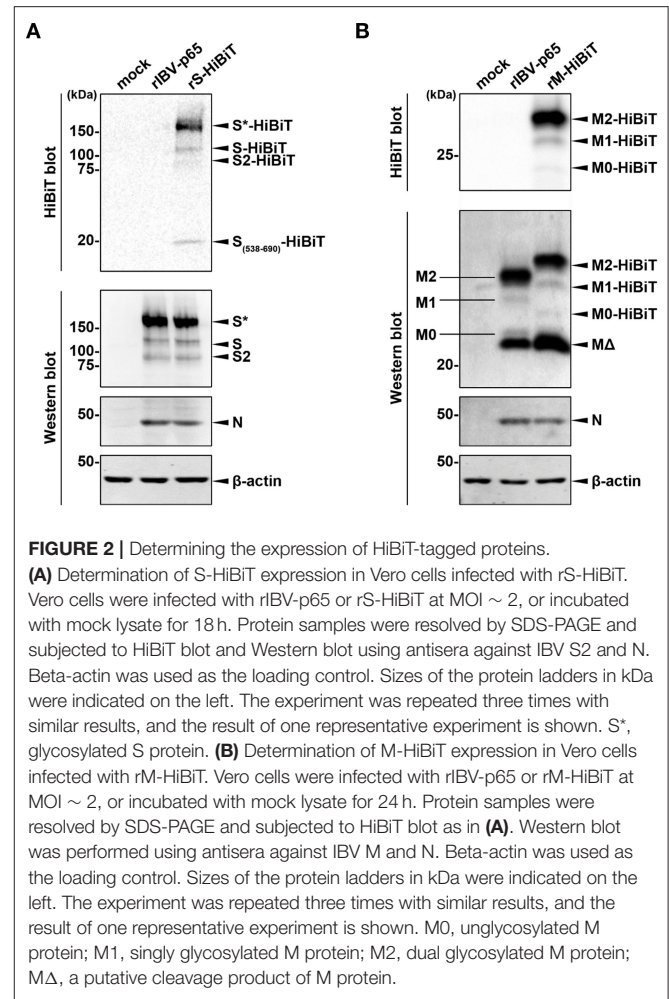 A
mock
rIBV-p65
rS-HiBiT
(kDa)
HiBiT blot
150
100
75
20
S*-HiBiT
S-HiBiT
S2-HiBiT
S(538-690)-HiBiT
Western blot
150
100
75
S*
S
S2
50
N
50
β-actin
B
mock
rIBV-p65
rM-HiBiT
(kDa)
HiBiT blot
25
M2-HiBiT
M1-HiBiT
M0-HiBiT
Western blot
M2
M1
M0
20
M2-HiBiT
M1-HiBiT
M0-HiBiT
MΔ
50
N
50
β-actin
FIGURE 2 | Determining the expression of HiBiT-tagged proteins.
(A) Determination of S-HiBiT expression in Vero cells infected with rS-HiBiT.
Vero cells were infected with rIBV-p65 or rS-HiBiT at MOI ∼ 2, or incubated
with mock lysate for 18 h. Protein samples were resolved by SDS-PAGE and
subjected to HiBiT blot and Western blot using antisera against IBV S2 and N.
Beta-actin was used as the loading control. Sizes of the protein ladders in kDa
were indicated on the left. The experiment was repeated three times with
similar results, and the result of one representative experiment is shown. S*,
glycosylated S protein. (B) Determination of M-HiBiT expression in Vero cells
infected with rM-HiBiT. Vero cells were infected with rIBV-p65 or rM-HiBiT at
MOI ∼ 2, or incubated with mock lysate for 24 h. Protein samples were
resolved by SDS-PAGE and subjected to HiBiT blot as in (A). Western blot
was performed using antisera against IBV M and N. Beta-actin was used as
the loading control. Sizes of the protein ladders in kDa were indicated on the
left. The experiment was repeated three times with similar results, and the
result of one representative experiment is shown. M0, unglycosylated M
protein; M1, singly glycosylated M protein; M2, dual glycosylated M protein;
MΔ, a putative cleavage product of M protein.